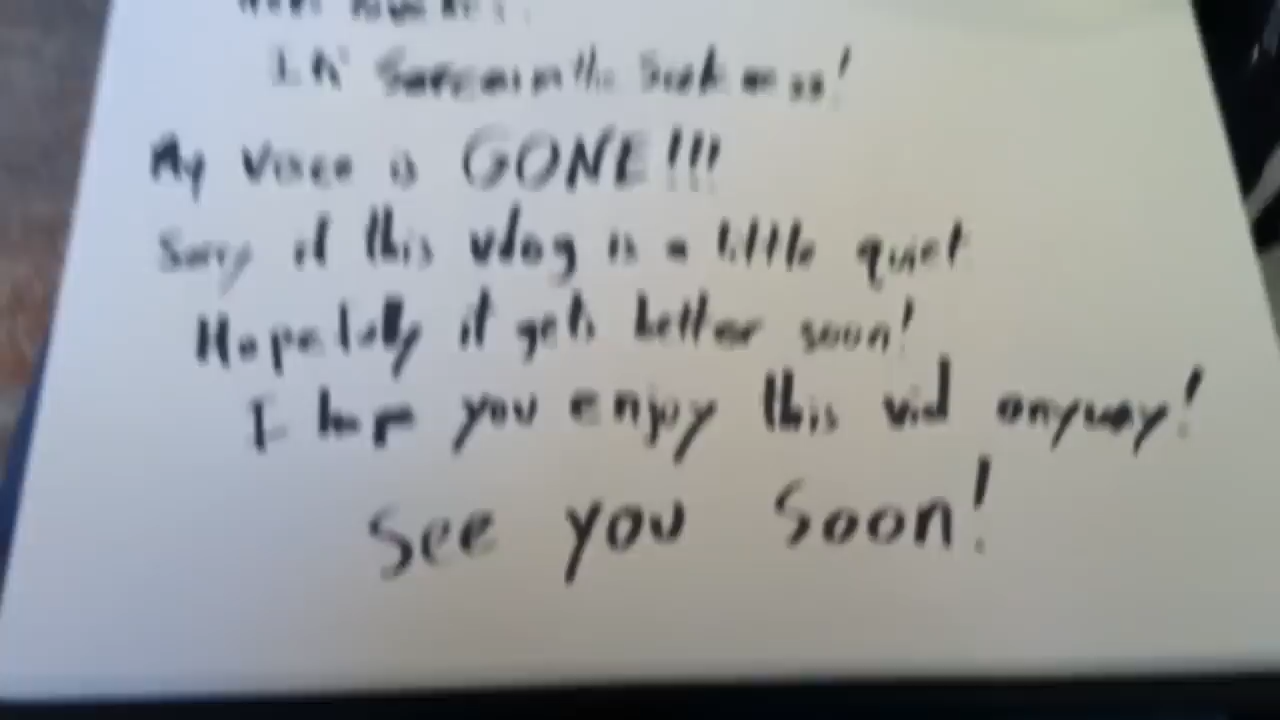 My Voice is GONE!!!
Sorry if this vlog is a little quiet
Hopefully it gets better soon!
I hope you enjoy this vid anyway!
See you Soon!